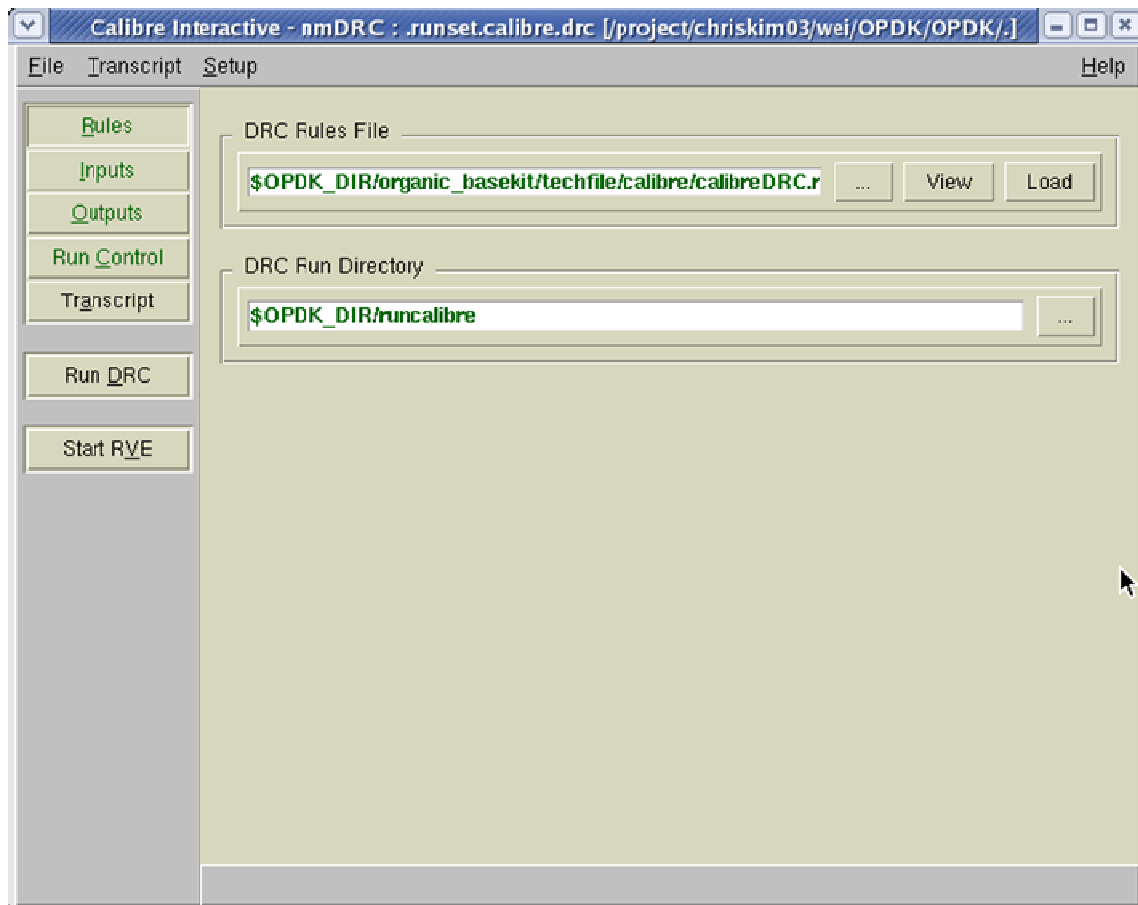 Calibre Interactive - nmDRC : .runset.calibre.drc [/project/chriskim03/wei/OPDK/OPDK/.]
File Transcript Setup Help
Rules
Inputs
Outputs
Run Control
Transcript
Run DRC
Start RVE
DRC Rules File
$OPDK_DIR/organic_basekit/techfile/calibre/calibreDRC.r ... View Load
DRC Run Directory
$OPDK_DIR/runcalibre ...